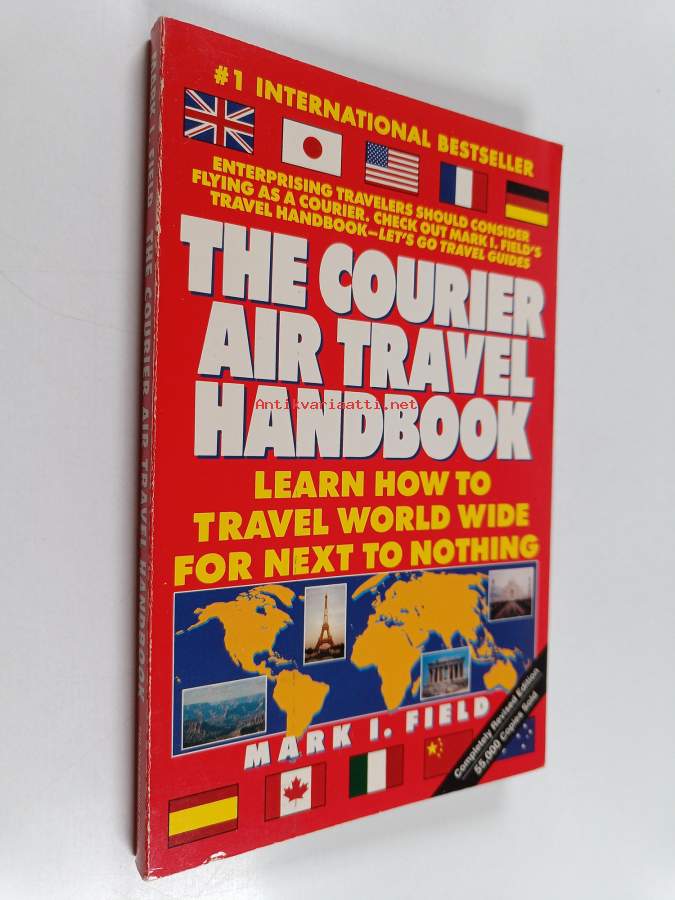 #1 INTERNATIONAL BESTSELLER
ENTERPRISING TRAVELERS SHOULD CONSIDER
FLYING AS A COURIER. CHECK OUT MARK I. FIELD'S
TRAVEL HANDBOOK—LET'S GO TRAVEL GUIDES
THE COURIER
AIR TRAVEL
HANDBOOK
Antikvariaatti.net
LEARN HOW TO
TRAVEL WORLD WIDE
FOR NEXT TO NOTHING
MARK I. FIELD
Completely Revised Edition
55,000 Copies Sold
MARK I. FIELD THE COURIER AIR TRAVEL HANDBOOK